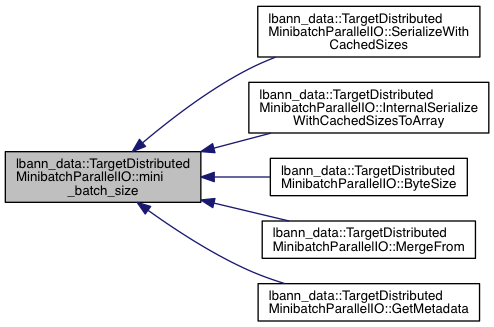 lbann_data::TargetDistributed
MinibatchParallelIO::SerializeWith
CachedSizes
lbann_data::TargetDistributed
MinibatchParallelIO::InternalSerialize
WithCachedSizesToArray
lbann_data::TargetDistributed
MinibatchParallelIO::mini
_batch_size
lbann_data::TargetDistributed
MinibatchParallelIO::ByteSize
lbann_data::TargetDistributed
MinibatchParallelIO::MergeFrom
lbann_data::TargetDistributed
MinibatchParallelIO::GetMetadata